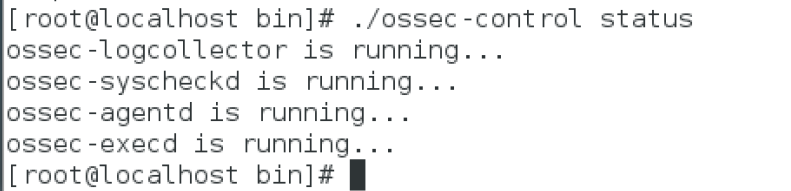 [root@localhost bin]# ./ossec-control status
ossec-logcollector is running...
ossec-syscheckd is running...
ossec-agentd is running...
ossec-execd is running...
[root@localhost bin]#